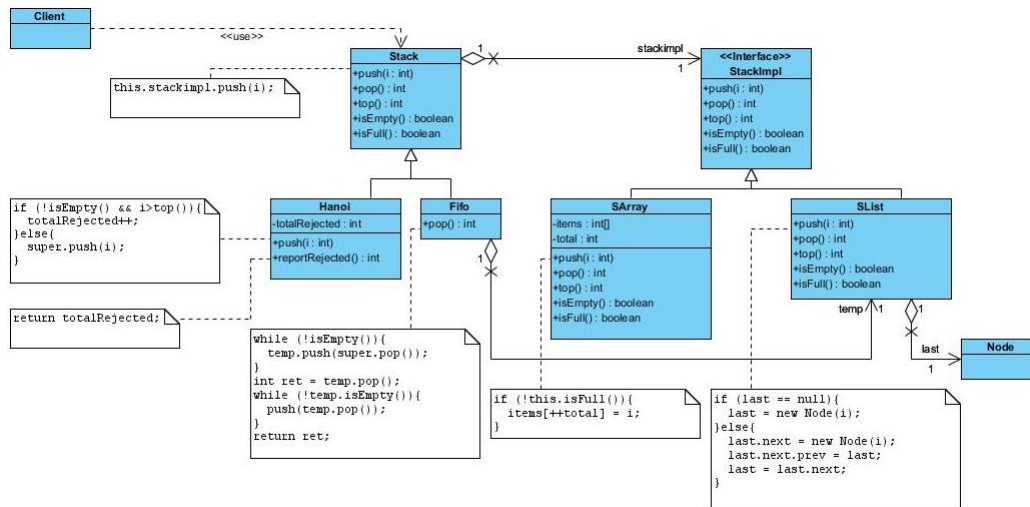 Client
<<use>>
Stack
+push(i : int)
+pop() : int
+top() : int
+isEmpty() : boolean
+isFull() : boolean
1
stackimpl
1
<<Interface>>
StackImpl
+push(i : int)
+pop() : int
+top() : int
+isEmpty() : boolean
+isFull() : boolean
this.stackimpl.push(i);
if (!isEmpty() && i>top()){
totalRejected++;
}else{
super.push(i);
}
Hanoi
-totalRejected : int
+push(i : int)
+reportRejected() : int
Fifo
+pop() : int
1
SArray
-items : int[]
-total : int
+push(i : int)
+pop() : int
+top() : int
+isEmpty() : boolean
+isFull() : boolean
SList
+push(i : int)
+pop() : int
+top() : int
+isEmpty() : boolean
+isFull() : boolean
temp
1
1
last
1
Node
return totalRejected;
while (!isEmpty()){
temp.push(super.pop());
}
int ret = temp.pop();
while (!temp.isEmpty()){
push(temp.pop());
}
return ret;
if (!this.isFull()){
items[++total] = i;
}
if (last == null){
last = new Node(i);
}else{
last.next = new Node(i);
last.next.prev = last;
last = last.next;
}